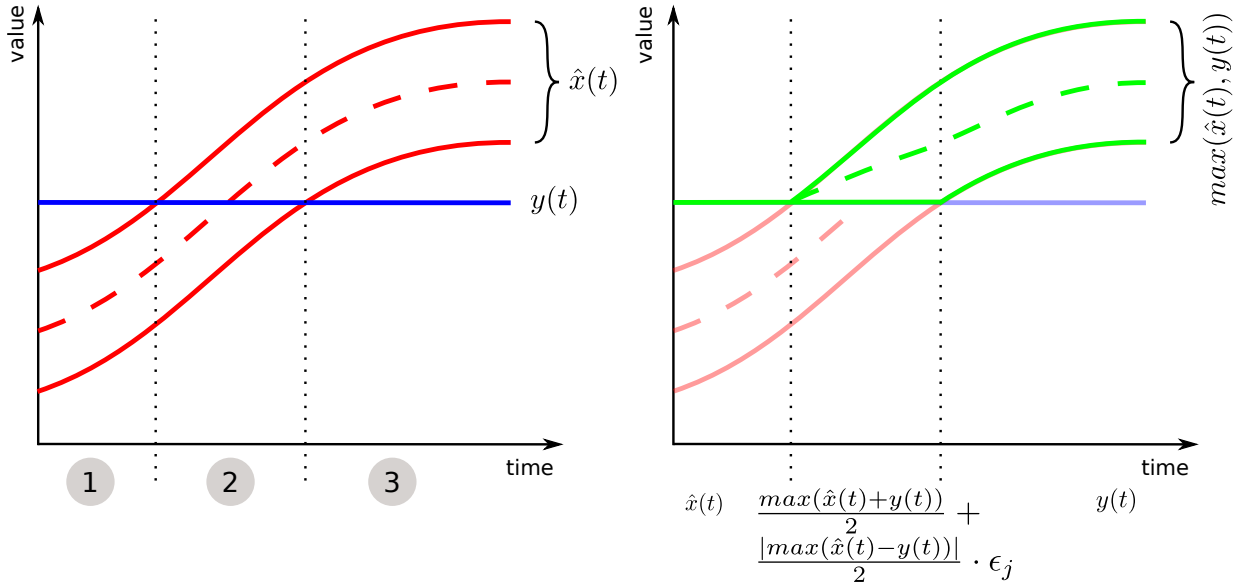 value
x̂(t)
y(t)
time
1 2 3
value
max(x̂(t), y(t))
time
x̂(t)
max(x̂(t)+y(t))/2 +
|max(x̂(t)−y(t))|/2 · ϵ_j
y(t)